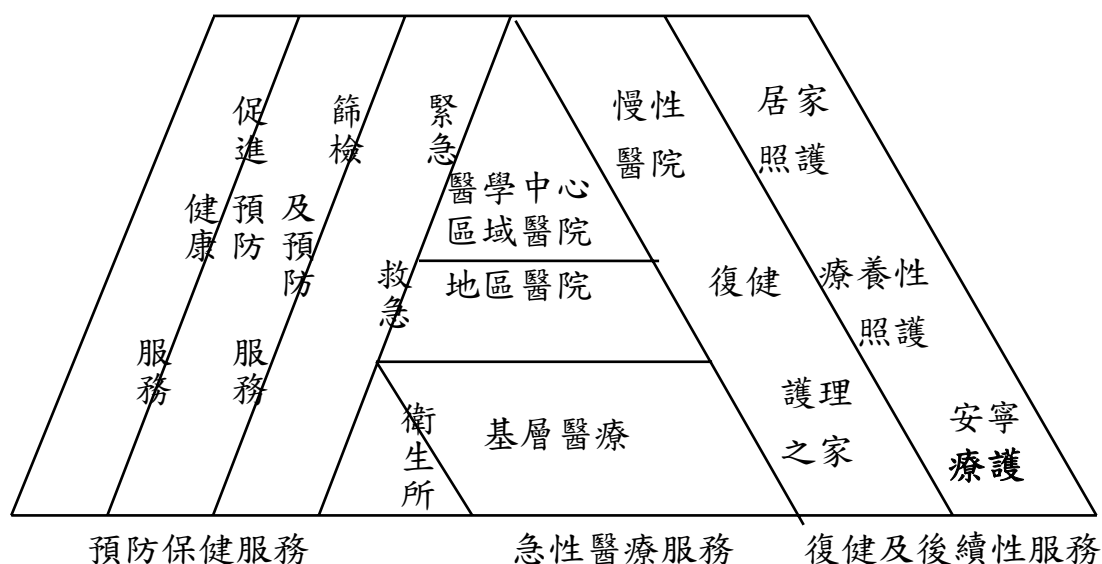 促進
健康
服務
篩檢
預防
及預防
服務
緊急
救急
醫學中心
區域醫院
地區醫院
衛生所
基層醫療
慢性
醫院
復健
護理
之家
居家
照護
療養性
照護
安寧
療護
預防保健服務
急性醫療服務
復健及後續性服務